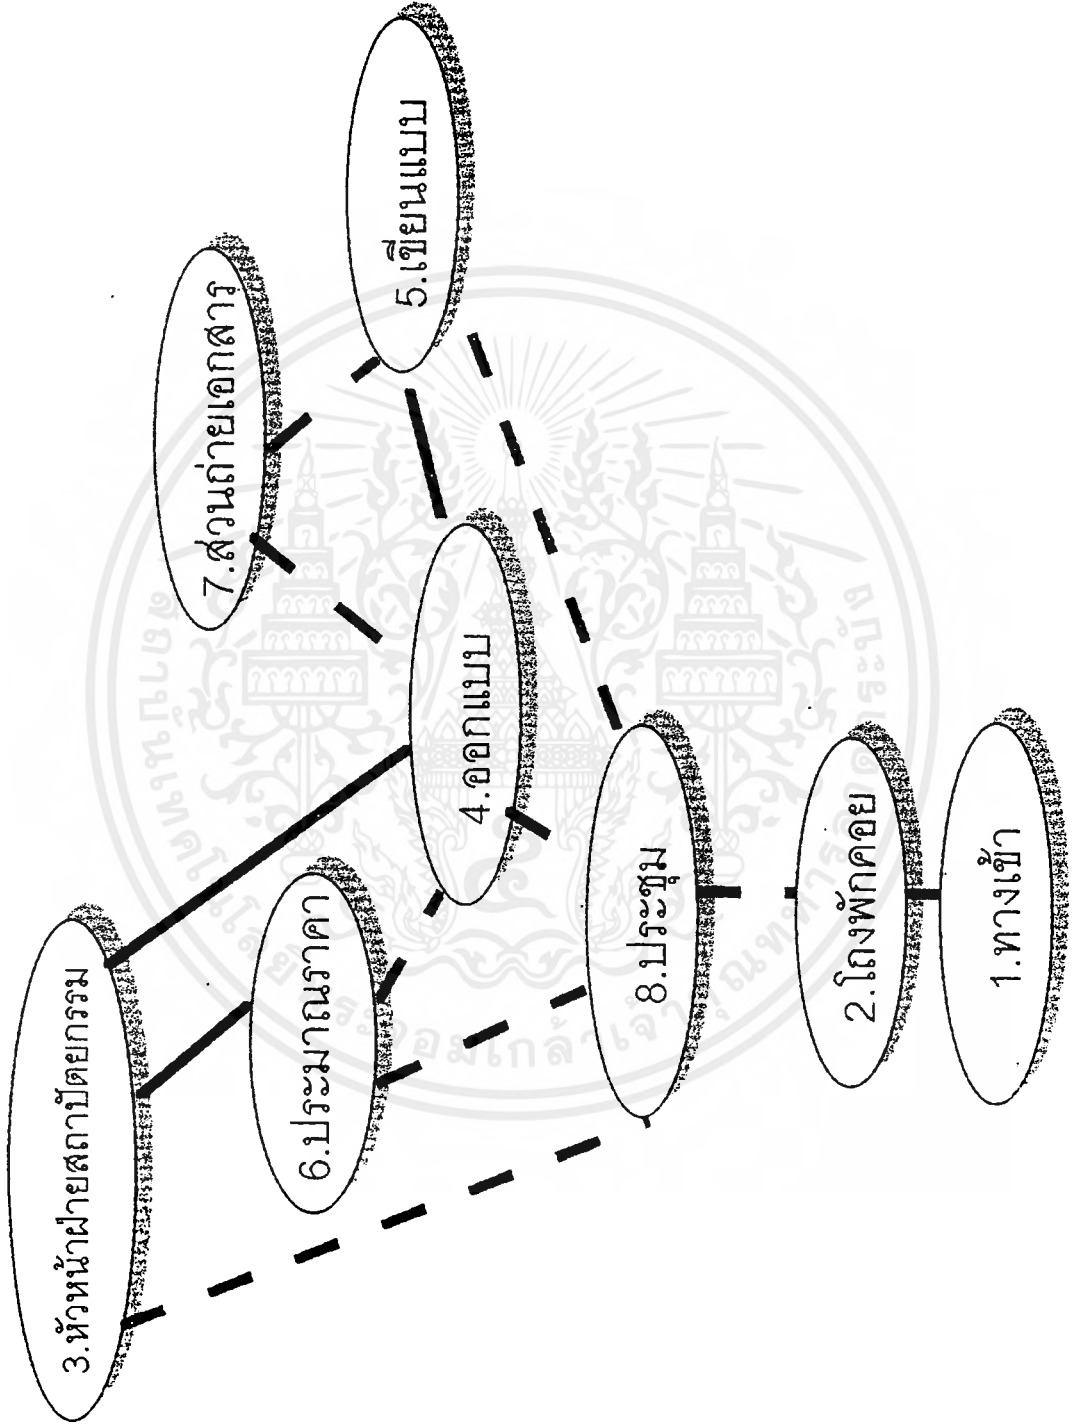 3.หัวหน้าฝ่ายสถาปัตยกรรม
6.ประมาณราคา
7.ส่วนถ่ายเอกสาร
4.ออกแบบ
5.เขียนแบบ
8.ประชุม
2.โถงพักคอย
1.ทางเข้า